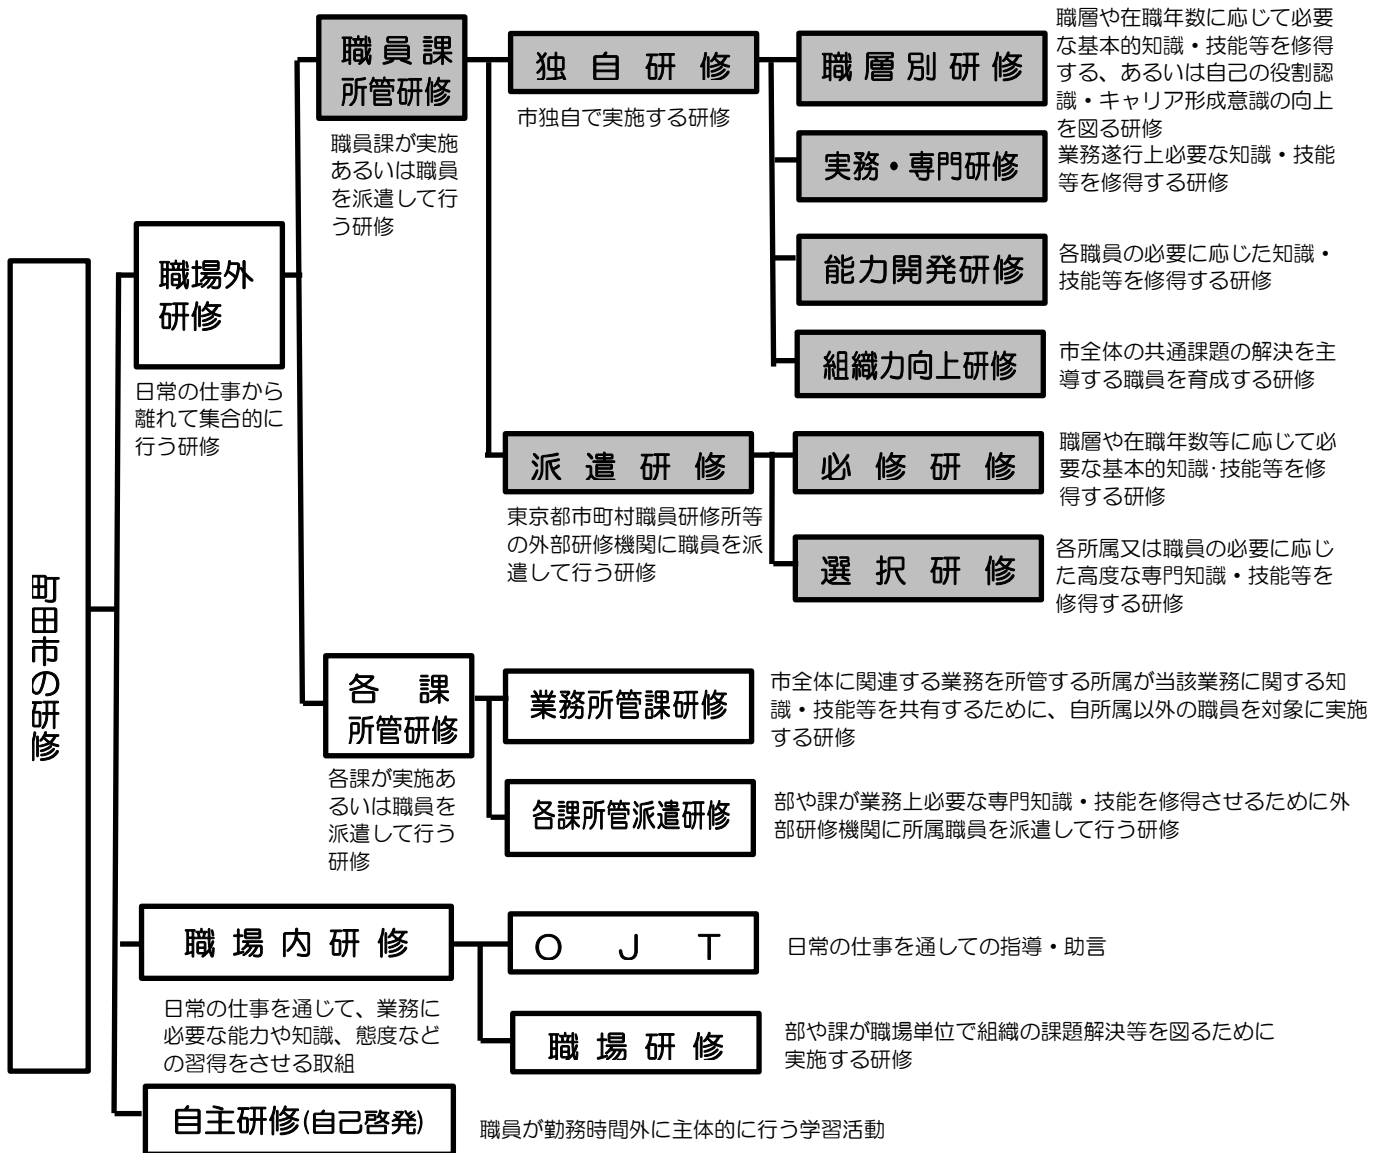 町田市の研修
職場外
研修
日常の仕事から
離れて集合的に
行う研修
職員課
所管研修
職員課が実施
あるいは職員
を派遣して行
う研修
独自研修
市独自で実施する研修
職層別研修
職層や在職年数に応じて必要
な基本的知識・技能等を修得
する、あるいは自己の役割認
識・キャリア形成意識の向上
を図る研修
実務・専門研修
業務遂行上必要な知識・技能
等を修得する研修
能力開発研修
各職員の必要に応じた知識・
技能等を修得する研修
組織力向上研修
市全体の共通課題の解決を主
導する職員を育成する研修
派遣研修
東京都市町村職員研修所等
の外部研修機関に職員を派
遣して行う研修
必修研修
職層や在職年数等に応じて必
要な基本的知識･技能等を修
得する研修
選択研修
各所属又は職員の必要に応じ
た高度な専門知識・技能等を
修得する研修
各課
所管研修
各課が実施あ
るいは職員を
派遣して行う
研修
業務所管課研修
市全体に関連する業務を所管する所属が当該業務に関する知
識・技能等を共有するために、自所属以外の職員を対象に実施
する研修
各課所管派遣研修
部や課が業務上必要な専門知識・技能を修得させるために外
部研修機関に所属職員を派遣して行う研修
職場内研修
日常の仕事を通じて、業務に
必要な能力や知識、態度など
の習得をさせる取組
OJT
日常の仕事を通しての指導・助言
職場研修
部や課が職場単位で組織の課題解決等を図るために
実施する研修
自主研修(自己啓発)
職員が勤務時間外に主体的に行う学習活動